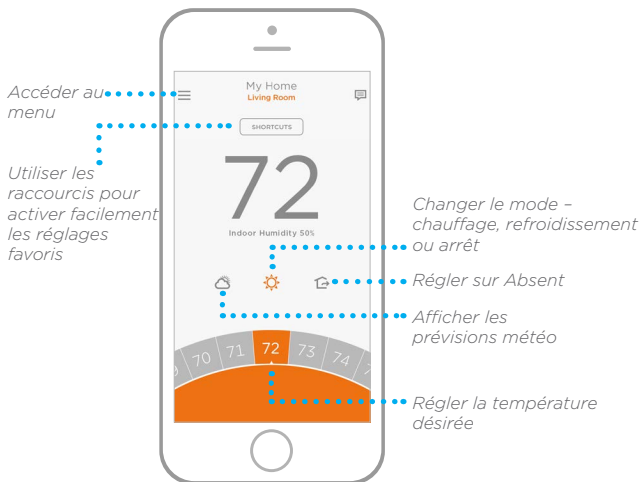 Accéder au
menu
Utiliser les
raccourcis pour
activer facilement
les réglages
favoris
My Home
Living Room
SHORTCUTS
72
Indoor Humidity 50%
70 71 72 73 74
Changer le mode –
chauffage, refroidissement
ou arrêt
Régler sur Absent
Afficher les
prévisions météo
Régler la température
désirée